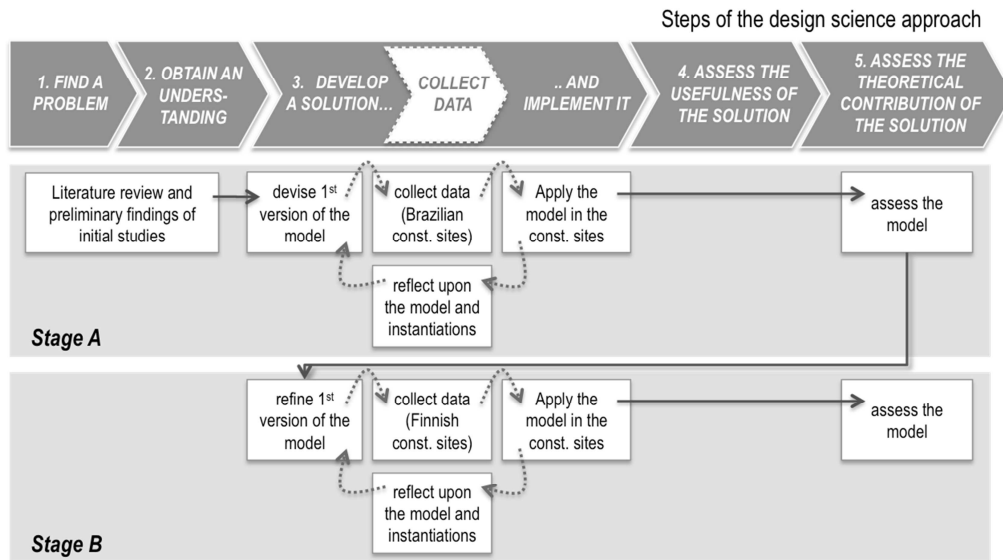 Steps of the design science approach
1. FIND A
PROBLEM
2. OBTAIN AN
UNDERS-
TANDING
3. DEVELOP
A SOLUTION...
COLLECT
DATA
.. AND
IMPLEMENT IT
4. ASSESS THE
USEFULNESS OF
THE SOLUTION
5. ASSESS THE
THEORETICAL
CONTRIBUTION OF
THE SOLUTION
Literature review and
preliminary findings of
initial studies
devise 1st
version of the
model
collect data
(Brazilian
const. sites)
Apply the
model in the
const. sites
assess the
model
reflect upon
the model and
instantiations
Stage A
refine 1st
version of the
model
collect data
(Finnish
const. sites)
Apply the
model in the
const. sites
assess the
model
reflect upon
the model and
instantiations
Stage B